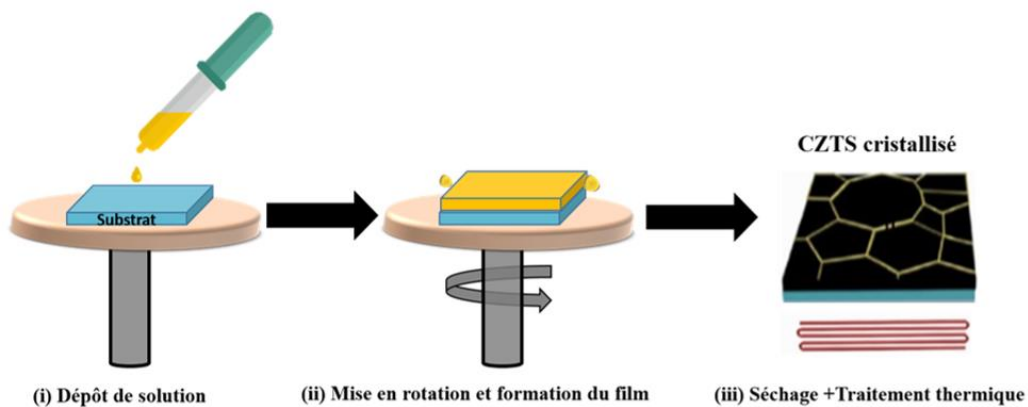 CZTS cristallisé
Substrat
(i) Dépôt de solution
(ii) Mise en rotation et formation du film
(iii) Séchage +Traitement thermique